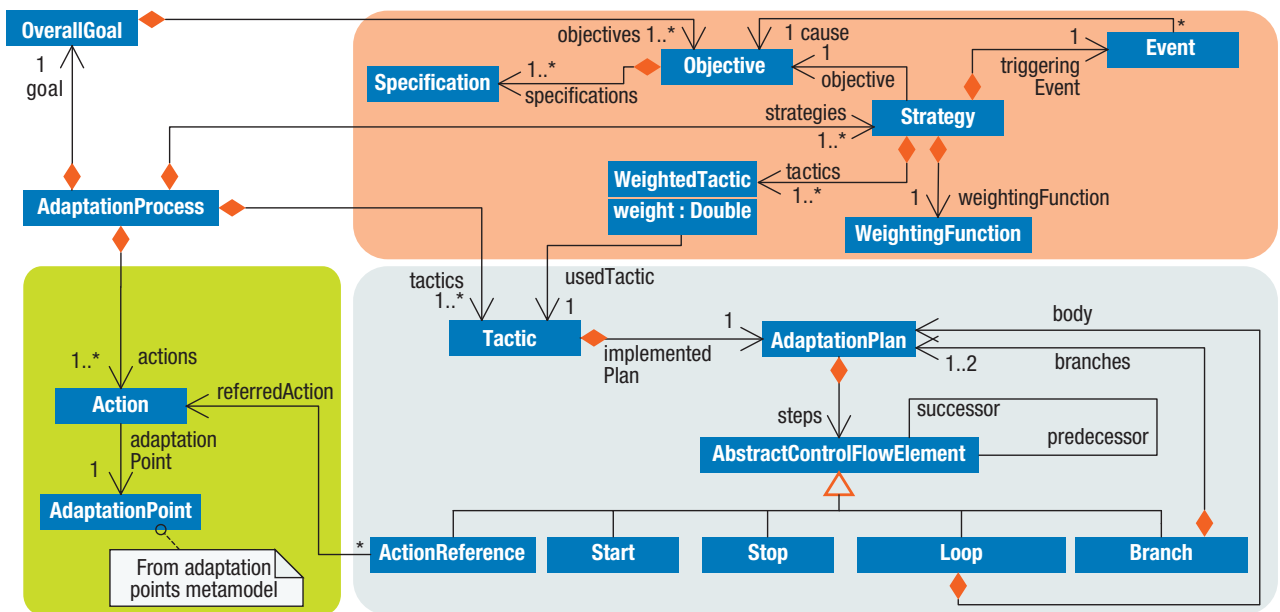 OverallGoal
objectives 1..*
1 cause
*
Event
1
triggering
Event
1
goal
Specification
1..*
specifications
Objective
1
objective
strategies
1..*
Strategy
AdaptationProcess
WeightedTactic
weight : Double
tactics
1..*
1
weightingFunction
WeightingFunction
tactics
1..*
usedTactic
1
Tactic
implemented
Plan
1
AdaptationPlan
body
1..2
branches
1..*
actions
Action
referredAction
steps
successor
predecessor
AbstractControlFlowElement
adaptation
Point
1
AdaptationPoint
From adaptation
points metamodel
*
ActionReference
Start
Stop
Loop
Branch